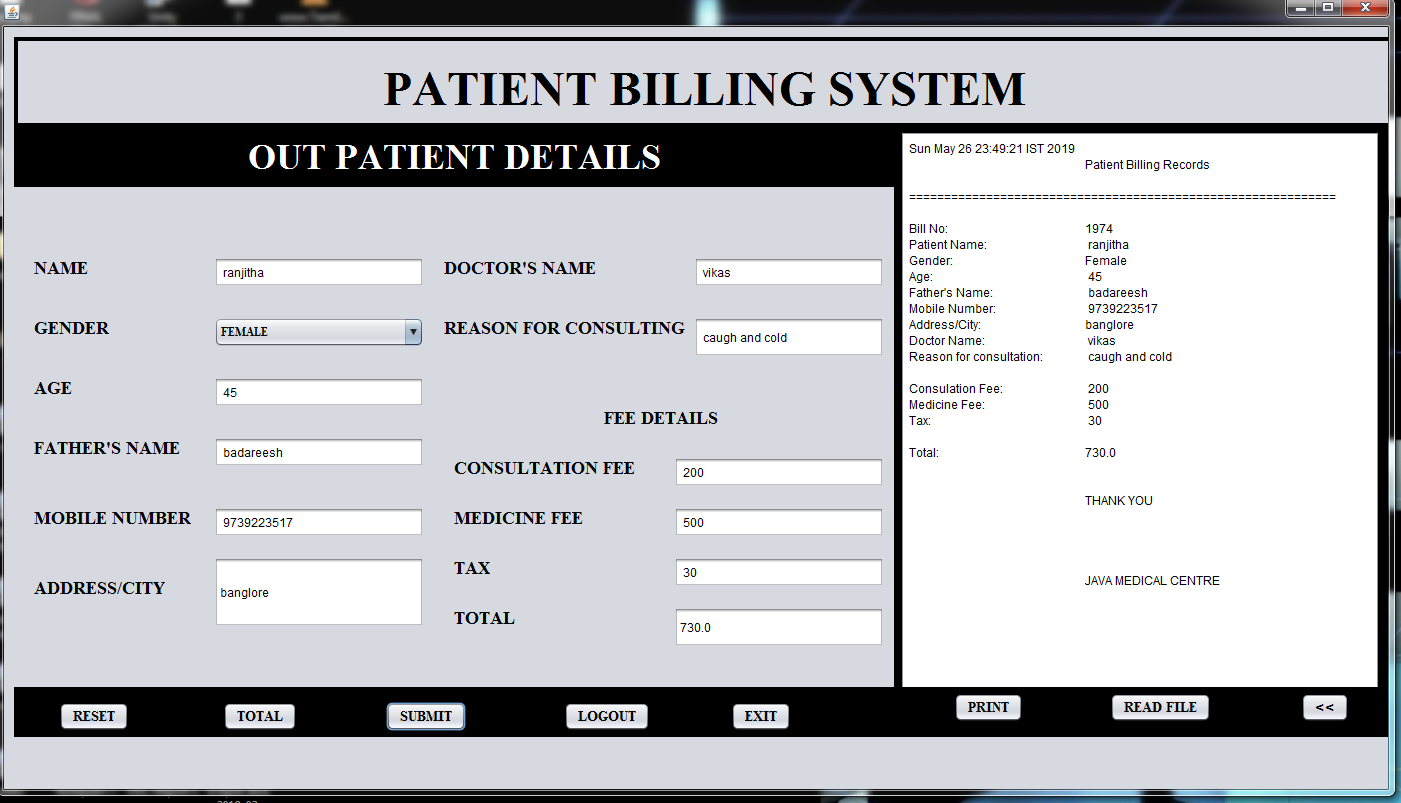 PATIENT BILLING SYSTEM
OUT PATIENT DETAILS
NAME ranjitha
GENDER FEMALE
AGE 45
FATHER'S NAME badareesh
MOBILE NUMBER 9739223517
ADDRESS/CITY banglore
DOCTOR'S NAME vikas
REASON FOR CONSULTING caugh and cold
FEE DETAILS
CONSULTATION FEE 200
MEDICINE FEE 500
TAX 30
TOTAL 730.0
Sun May 26 23:49:21 IST 2019
Patient Billing Records
=============================================================
Bill No: 1974
Patient Name: ranjitha
Gender: Female
Age: 45
Father's Name: badareesh
Mobile Number: 9739223517
Address/City: banglore
Doctor Name: vikas
Reason for consultation: caugh and cold
Consulation Fee: 200
Medicine Fee: 500
Tax: 30
Total: 730.0
THANK YOU
JAVA MEDICAL CENTRE
RESET TOTAL SUBMIT LOGOUT EXIT
PRINT READ FILE <<